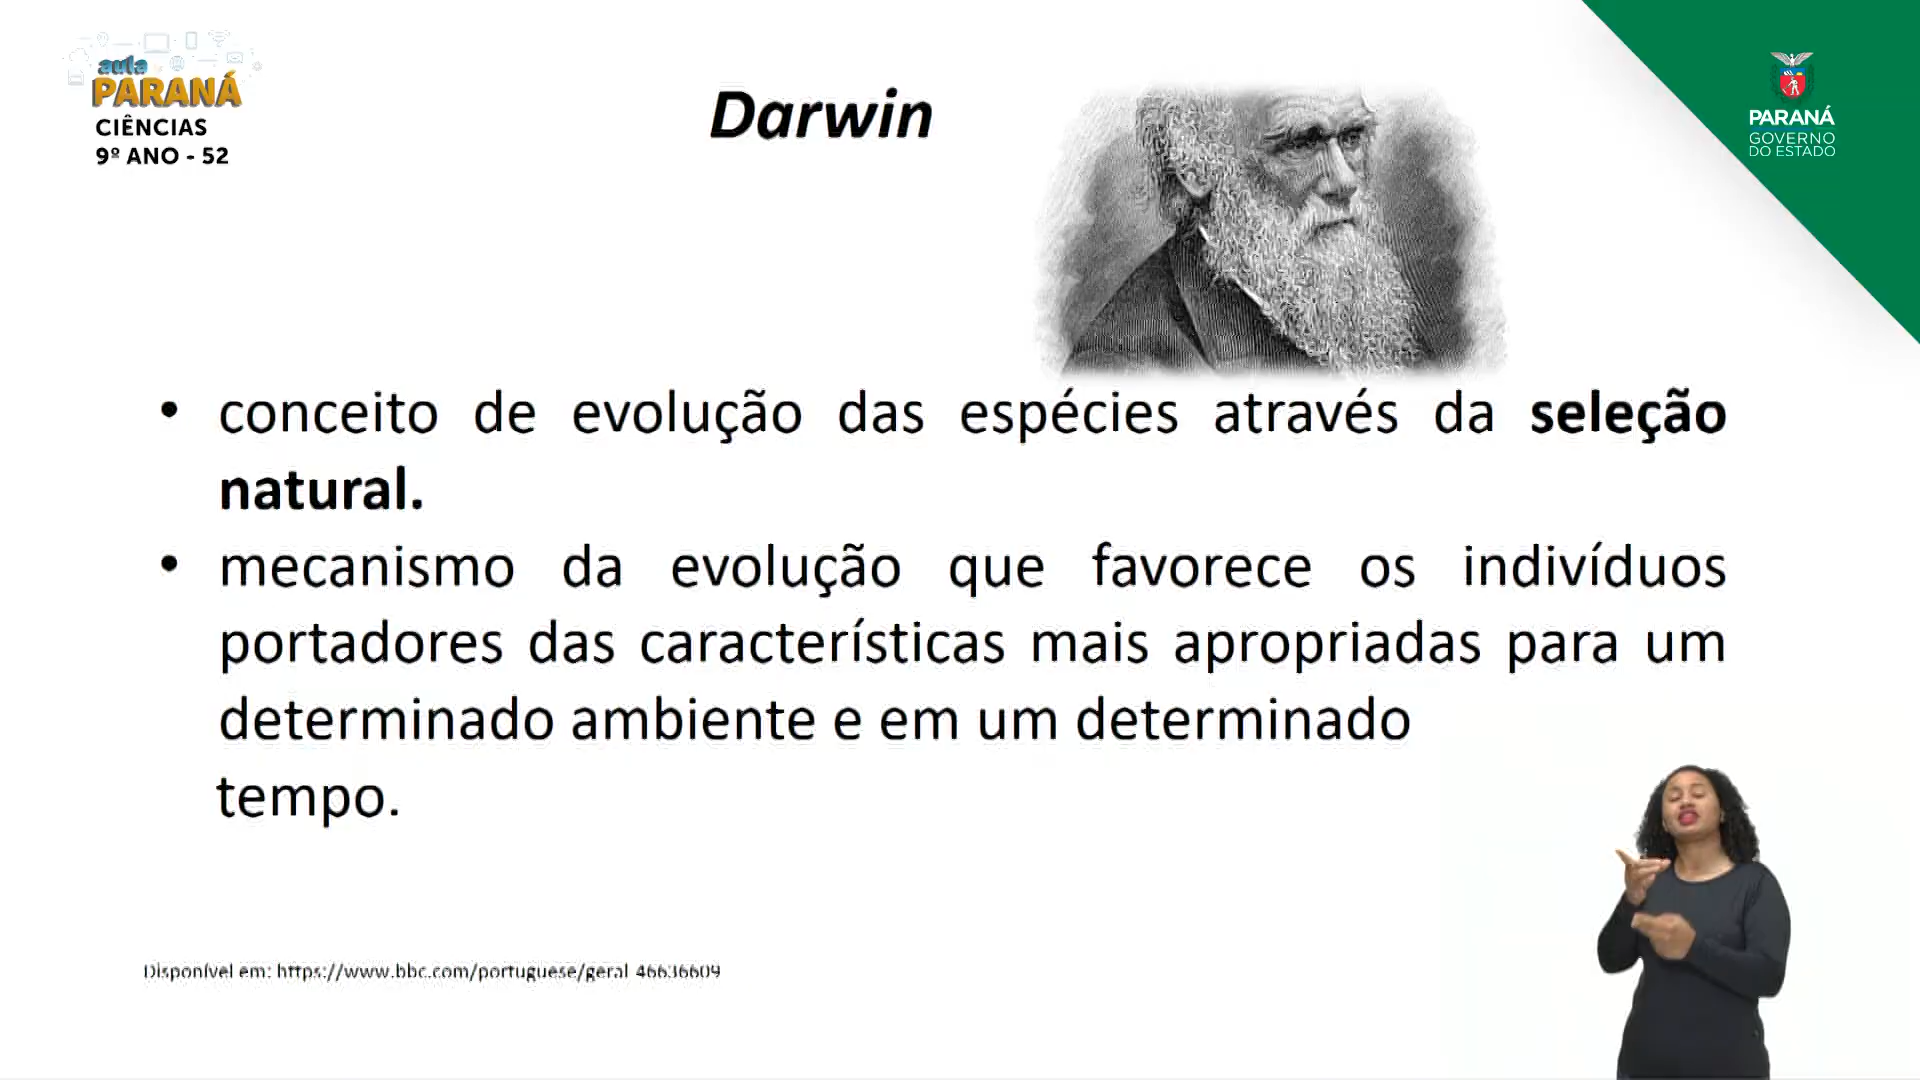 aula
PARANÁ
CIÊNCIAS
9º ANO - 52
Darwin
PARANÁ
GOVERNO
DO ESTADO
• conceito de evolução das espécies através da seleção
natural.
• mecanismo da evolução que favorece os indivíduos
portadores das características mais apropriadas para um
determinado ambiente e em um determinado
tempo.
Disponível em: https://www.bbc.com/portuguese/geral-46636609